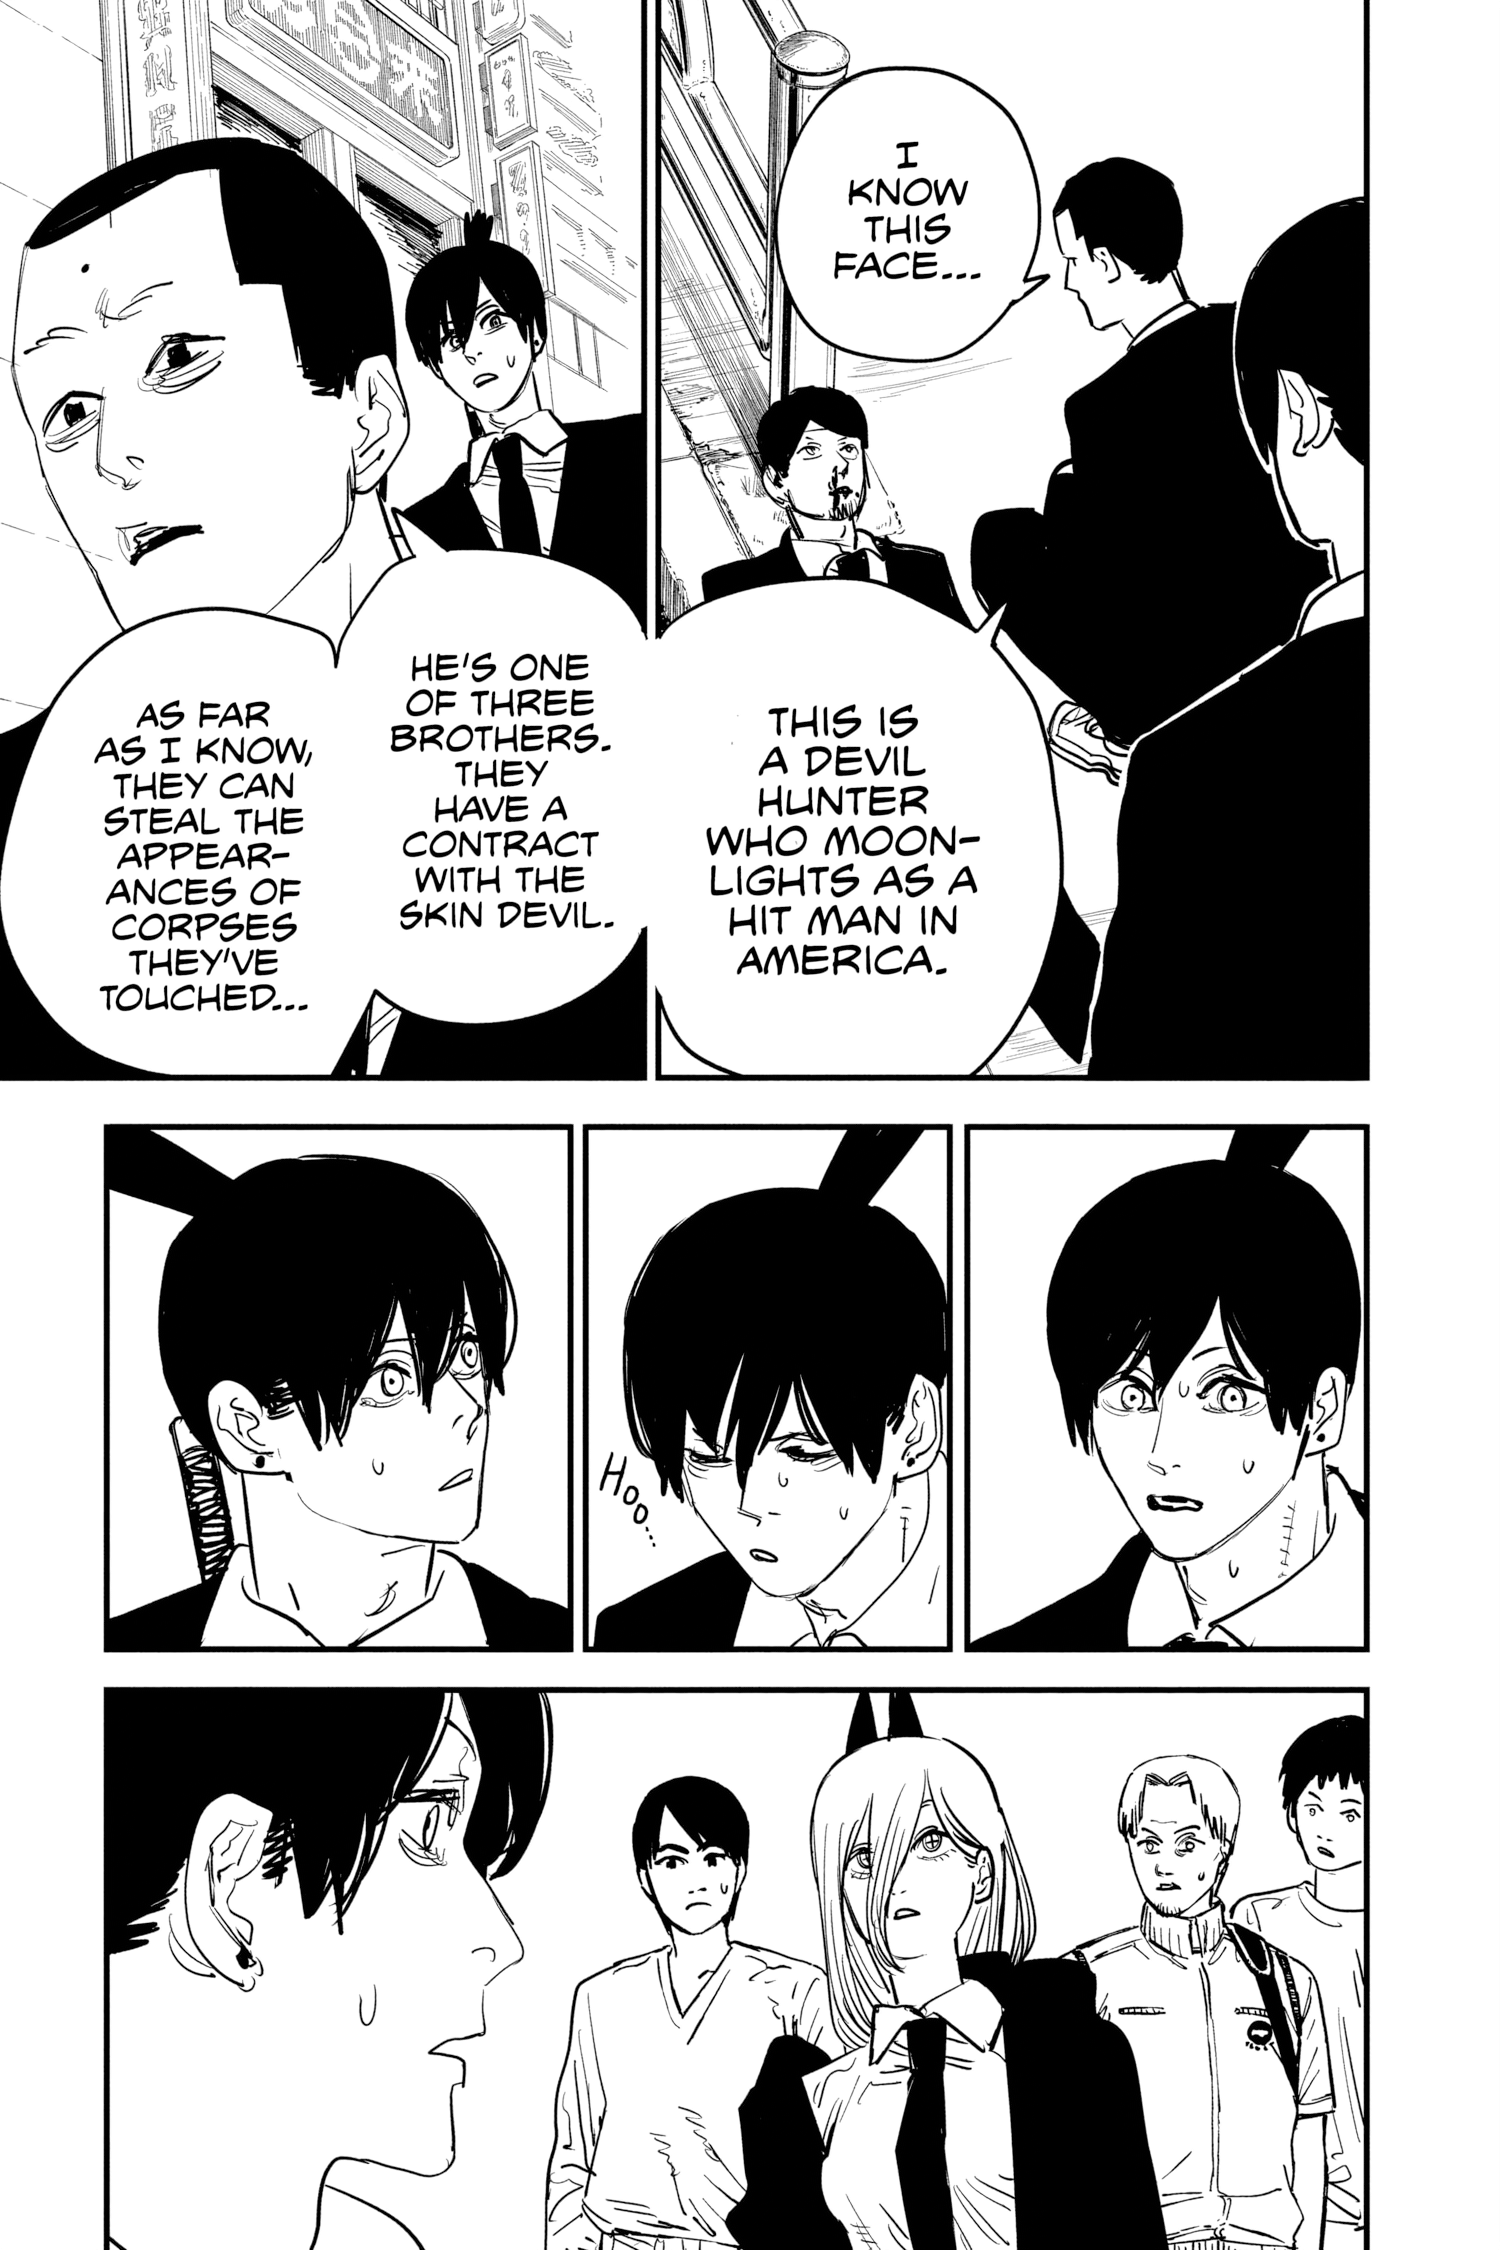 I
KNOW
THIS
FACE...
THIS IS
A DEVIL
HUNTER
WHO MOON-
LIGHTS AS A
HIT MAN IN
AMERICA.
HE'S ONE
OF THREE
BROTHERS.
THEY
HAVE A
CONTRACT
WITH THE
SKIN DEVIL.
AS FAR
AS I KNOW,
THEY CAN
STEAL THE
APPEAR-
ANCES OF
CORPSES
THEY'VE
TOUCHED...
HOO...